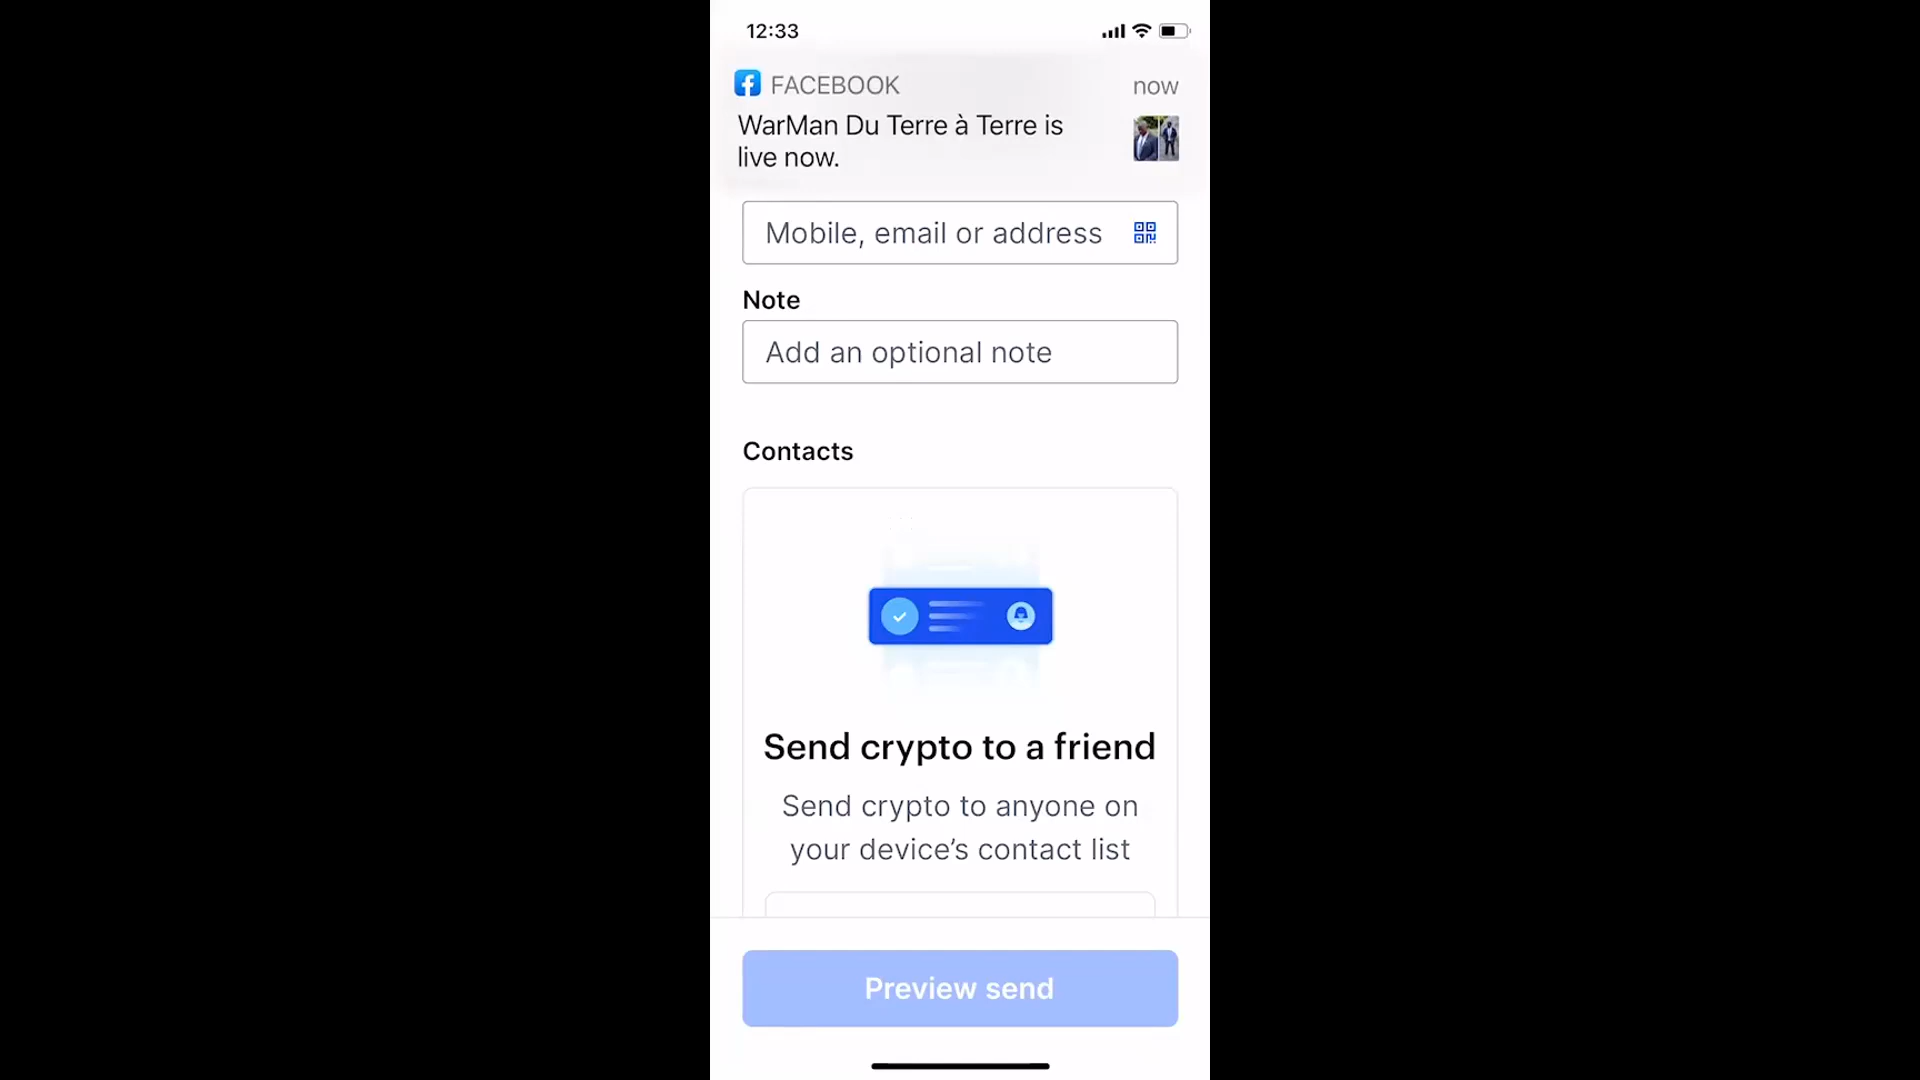 12:33
FACEBOOK
now
WarMan Du Terre à Terre is
live now.
Mobile, email or address
Note
Add an optional note
Contacts
Send crypto to a friend
Send crypto to anyone on
your device’s contact list
Preview send